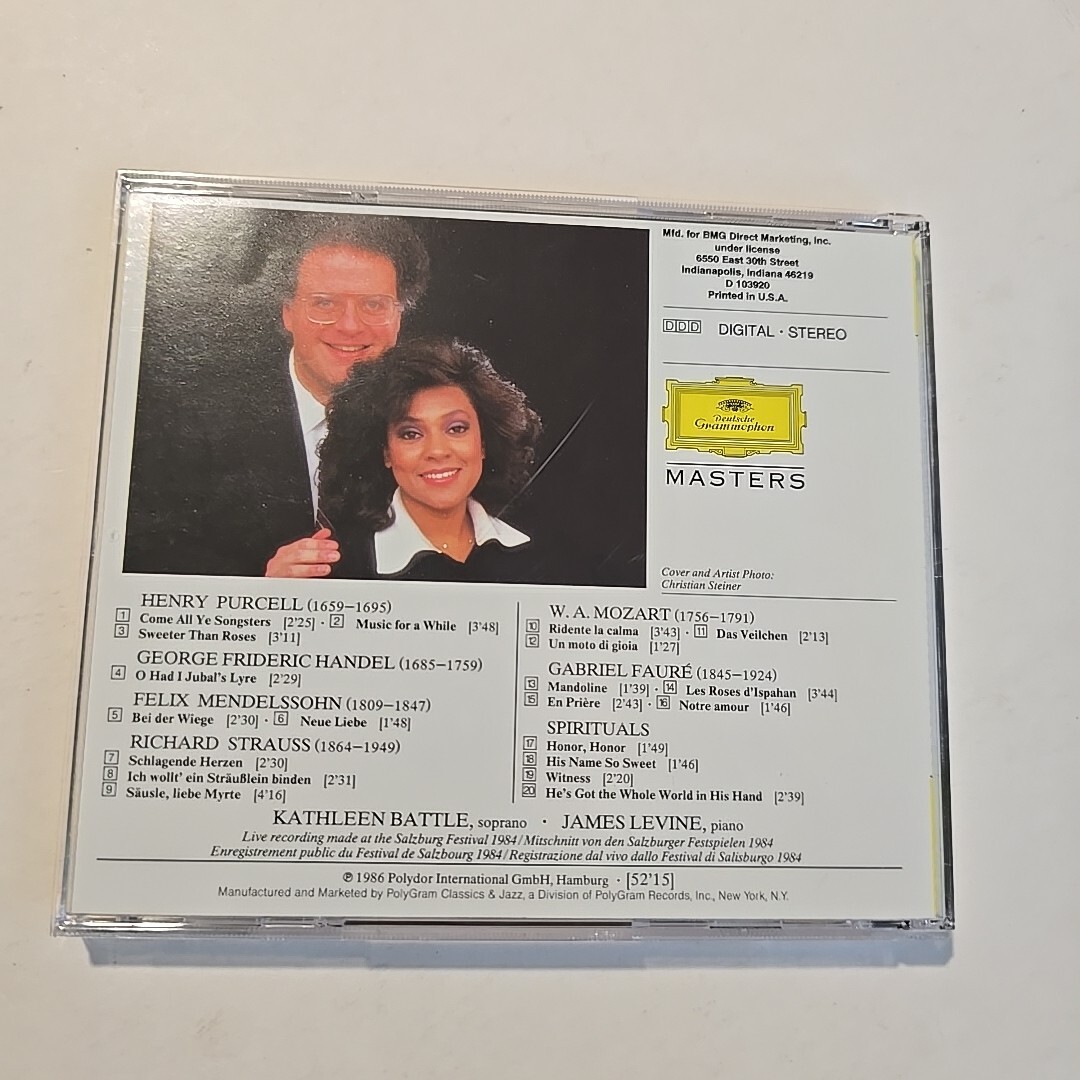 Mfd. for BMG Direct Marketing, Inc.
under license
6550 East 30th Street
Indianapolis, Indiana 46219
D 103920
Printed in U.S.A.
DDD DIGITAL · STEREO
Deutsche
Grammophon
MASTERS
Cover and Artist Photo:
Christian Steiner
HENRY PURCELL (1659–1695)
1 Come All Ye Songsters [2'25] · 2 Music for a While [3'48]
3 Sweeter Than Roses [3'11]
GEORGE FRIDERIC HANDEL (1685–1759)
4 O Had I Jubal's Lyre [2'29]
FELIX MENDELSSOHN (1809–1847)
5 Bei der Wiege [2'30] · 6 Neue Liebe [1'48]
RICHARD STRAUSS (1864–1949)
7 Schlagende Herzen [2'30]
8 Ich wollt' ein Sträußlein binden [2'31]
9 Säusle, liebe Myrte [4'16]
W. A. MOZART (1756–1791)
10 Ridente la calma [3'43] · 11 Das Veilchen [2'13]
12 Un moto di gioia [1'27]
GABRIEL FAURÉ (1845–1924)
13 Mandoline [1'39] · 14 Les Roses d'Ispahan [3'44]
15 En Prière [2'43] · 16 Notre amour [1'46]
SPIRITUALS
17 Honor, Honor [1'49]
18 His Name So Sweet [1'46]
19 Witness [2'20]
20 He's Got the Whole World in His Hand [2'39]
KATHLEEN BATTLE, soprano · JAMES LEVINE, piano
Live recording made at the Salzburg Festival 1984/Mitschnitt von den Salzburger Festspielen 1984
Enregistrement public du Festival de Salzbourg 1984/Registrazione dal vivo dallo Festival di Salisburgo 1984
℗ 1986 Polydor International GmbH, Hamburg · [52'15]
Manufactured and Marketed by PolyGram Classics & Jazz, a Division of PolyGram Records, Inc., New York, N.Y.